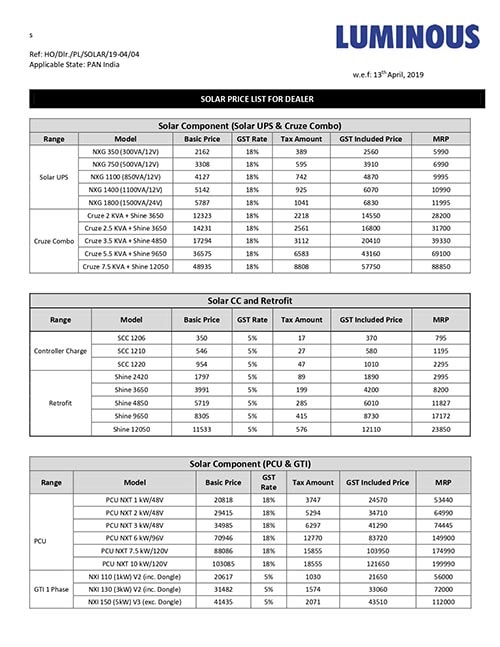 s
LUMINOUS
Ref: HO/Dlr./PL/SOLAR/19-04/04
Applicable State: PAN India
w.e.f: 13th April, 2019
SOLAR PRICE LIST FOR DEALER
Solar Component (Solar UPS & Cruze Combo)
Range Model Basic Price GST Rate Tax Amount GST Included Price MRP
Solar UPS
NXG 350 (300VA/12V) 2162 18% 389 2560 5990
NXG 750 (500VA/12V) 3308 18% 595 3910 6990
NXG 1100 (850VA/12V) 4127 18% 742 4870 9995
NXG 1400 (1100VA/12V) 5142 18% 925 6070 10990
NXG 1800 (1500VA/24V) 5787 18% 1041 6830 11995
Cruze Combo
Cruze 2 KVA + Shine 3650 12323 18% 2218 14550 28200
Cruze 2.5 KVA + Shine 3650 14231 18% 2561 16800 31700
Cruze 3.5 KVA + Shine 4850 17294 18% 3112 20410 39330
Cruze 5.5 KVA + Shine 9650 36575 18% 6583 43160 69100
Cruze 7.5 KVA + Shine 12050 48935 18% 8808 57750 88850
Solar CC and Retrofit
Range Model Basic Price GST Rate Tax Amount GST Included Price MRP
Controller Charge
SCC 1206 350 5% 17 370 795
SCC 1210 546 5% 27 580 1195
SCC 1220 954 5% 47 1010 2295
Retrofit
Shine 2420 1797 5% 89 1890 2995
Shine 3650 3991 5% 199 4200 8200
Shine 4850 5719 5% 285 6010 11827
Shine 9650 8305 5% 415 8730 17172
Shine 12050 11533 5% 576 12110 23850
Solar Component (PCU & GTI)
Range Model Basic Price GST Rate Tax Amount GST Included Price MRP
PCU
PCU NXT 1 kW/48V 20818 18% 3747 24570 53440
PCU NXT 2 kW/48V 29415 18% 5294 34710 64990
PCU NXT 3 kW/48V 34985 18% 6297 41290 74445
PCU NXT 6 kW/96V 70946 18% 12770 83720 149900
PCU NXT 7.5 kW/120V 88086 18% 15855 103950 174990
PCU NXT 10 kW/120V 103085 18% 18555 121650 199990
GTI 1 Phase
NXI 110 (1kW) V2 (inc. Dongle) 20617 5% 1030 21650 56000
NXI 130 (3kW) V2 (inc. Dongle) 31482 5% 1574 33060 72000
NXI 150 (5kW) V3 (exc. Dongle) 41435 5% 2071 43510 112000